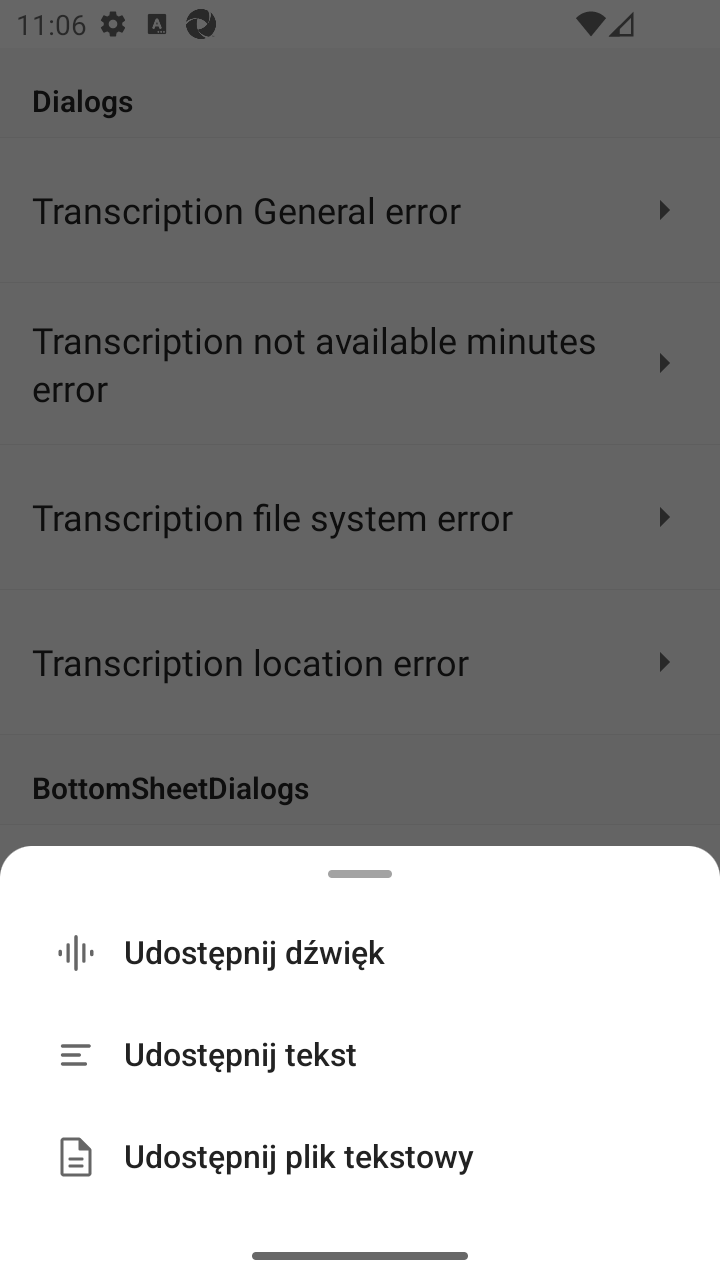 11:06
Dialogs
Transcription General error
Transcription not available minutes
error
Transcription file system error
Transcription location error
BottomSheetDialogs
Udostępnij dźwięk
Udostępnij tekst
Udostępnij plik tekstowy